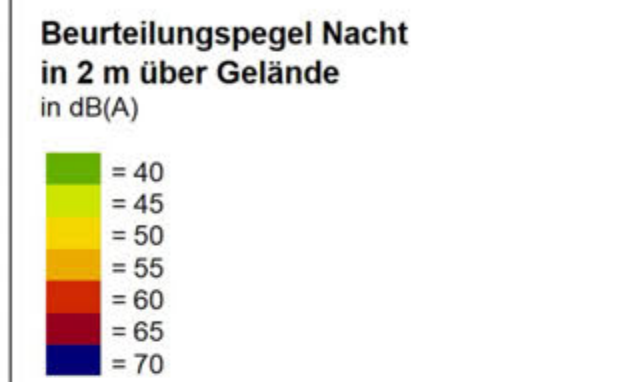 Beurteilungspegel Nacht
in 2 m über Gelände
in dB(A)
= 40
= 45
= 50
= 55
= 60
= 65
= 70